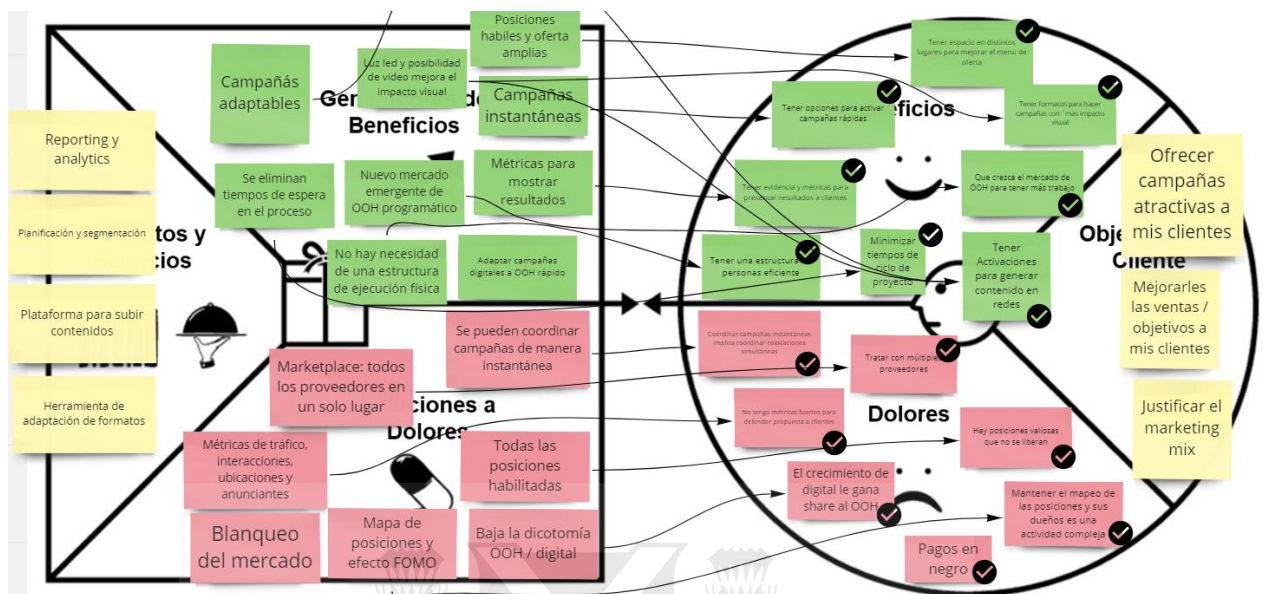 Posiciones
habiles y oferta
amplias
Luz led y posibilidad
de video mejora el
impacto visual
Campañás
adaptables
Campañas
instantáneas
Beneficios
Reporting y
analytics
Se eliminan
tiempos de espera
en el proceso
Nuevo mercado
emergente de
OOH programático
Métricas para
mostrar
resultados
Planificación y segmentación
No hay necesidad
de una estructura
de ejecución física
Adaptar campañas
digitales a OOH rápido
Plataforma para subir
contenidos
Herramienta de
adaptación de formatos
Se pueden coordinar
campañas de manera
instantánea
Marketplace: todos
los proveedores en
un solo lugar
uciones a
Dolores
Métricas de tráfico,
interacciones,
ubicaciones y
anunciantes
Todas las
posiciones
habilitadas
Blanqueo
del mercado
Mapa de
posiciones y
efecto FOMO
Baja la dicotomía
OOH / digital
Tener espacio en distintos
lugares para mejorar el menú de
oferta
Tener opciones para activar
campañas rápidas
eficios
Tener formatos para hacer
campañas con ´mas impacto
visual
Tener evidencia y métricas para
presentar resultados a clientes
Que crezca el mercado de
OOH para tener más trabajo
Tener una estructura
personas eficiente
Minimizar
tiempos de
ciclo de
proyecto
Tener
Activaciones
para generar
contenido en
redes
Ofrecer
campañas
atractivas a
mis clientes
Obje
Cliente
Mejorarles
las ventas /
objetivos a
mis clientes
Justificar el
marketing
mix
Coordinar campañas instantáneas
implica coordinar colocaciones
simultáneas
Tratar con múltiples
proveedores
No tengo métricas fuertes para
defender propuesta a clientes
Dolores
Hay posiciones valiosas
que no se liberan
El crecimiento de
digital le gana
share al OOH
Mantener el mapeo de
las posiciones y sus
dueños es una
actividad compleja
Pagos en
negro